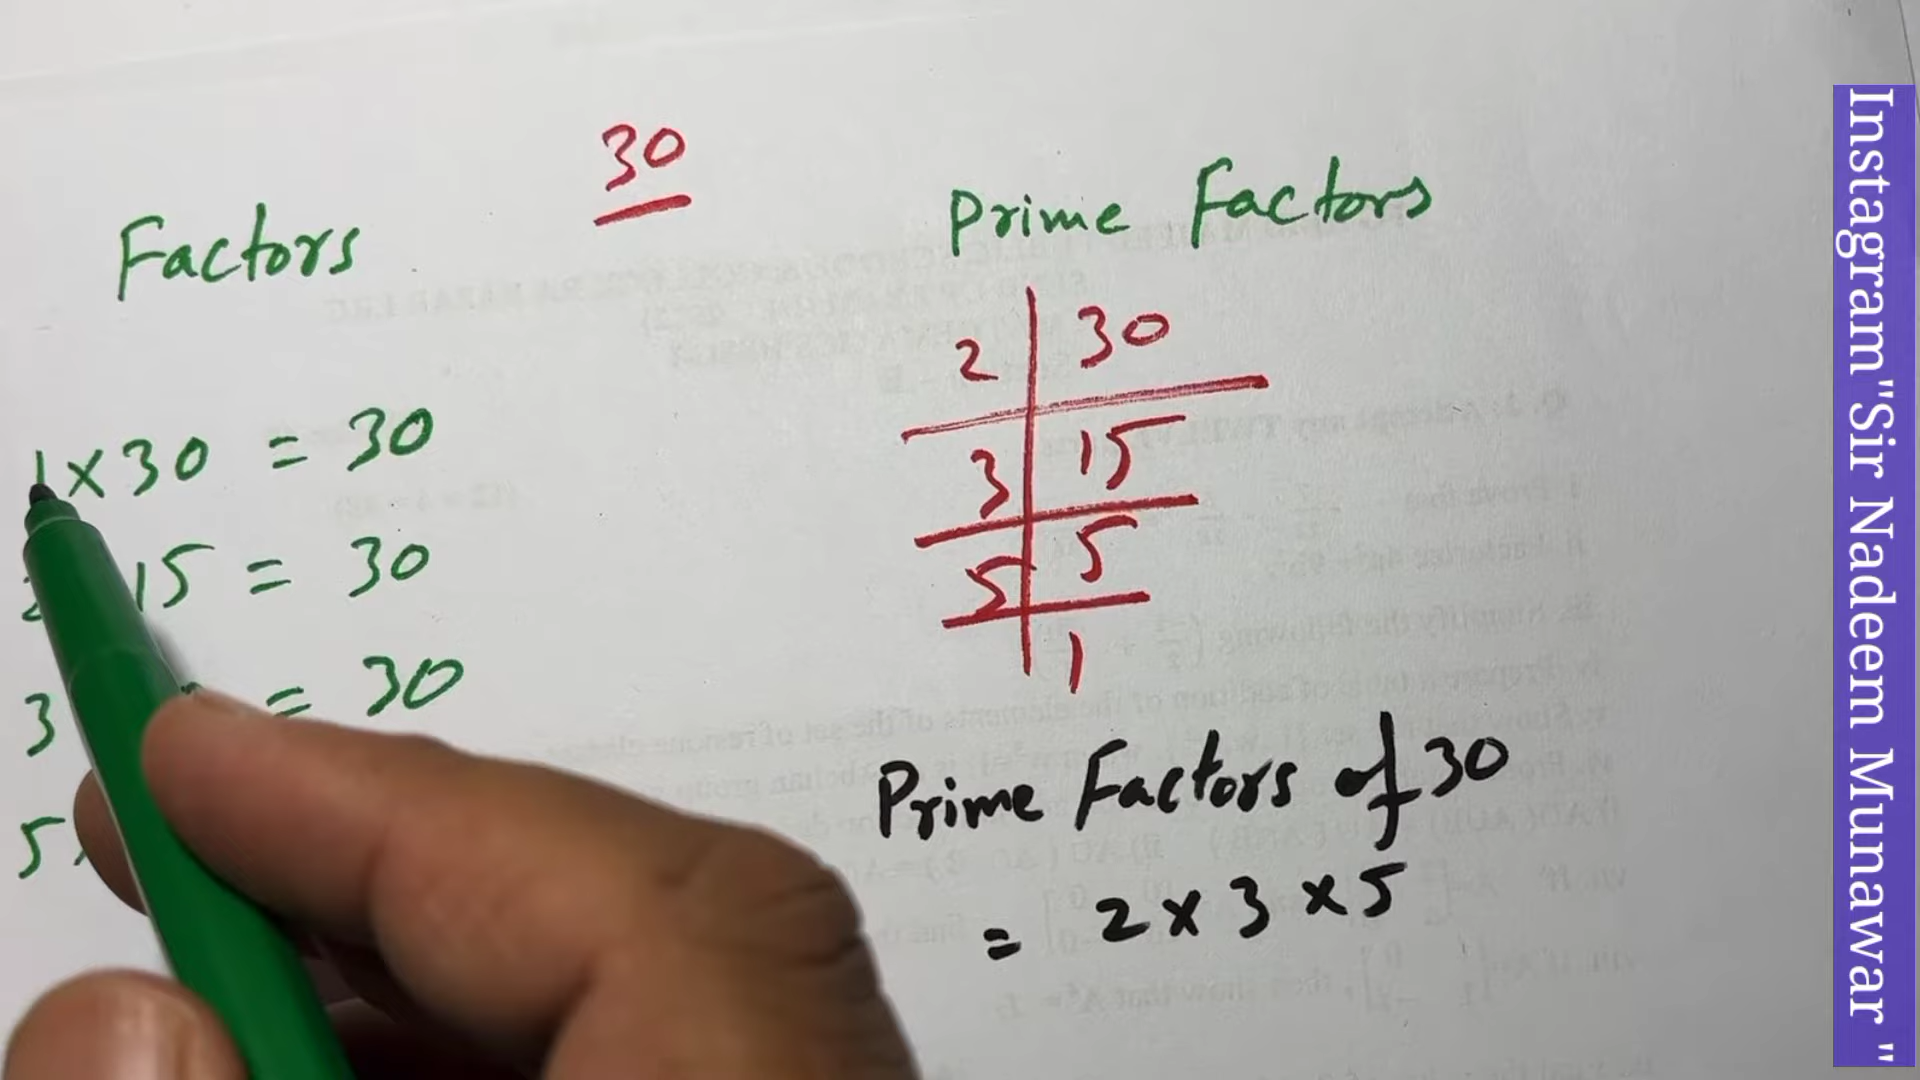 30
Factors
1 × 30 = 30
15 = 30
3 = 30
5 ×
Prime Factors
2 | 30
3 | 15
5 | 5
1
Prime Factors of 30
= 2 × 3 × 5
Instagram"Sir Nadeem Munawar "